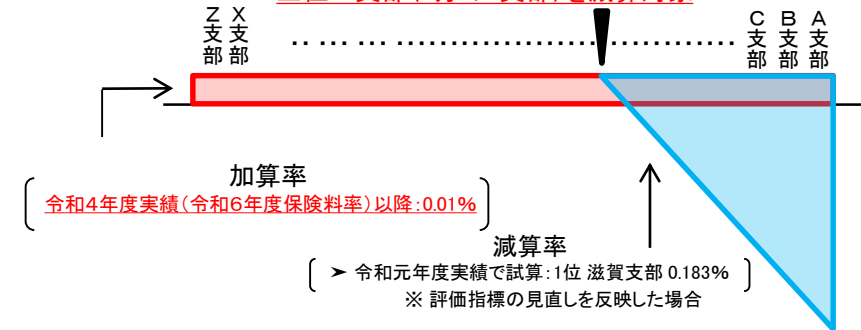 Z支部
X支部
‥ … … ………………………………
C支部
B支部
A支部
加算率
令和4年度実績(令和6年度保険料率)以降:0.01%
減算率
➤ 令和元年度実績で試算:1位 滋賀支部 0.183%
※ 評価指標の見直しを反映した場合